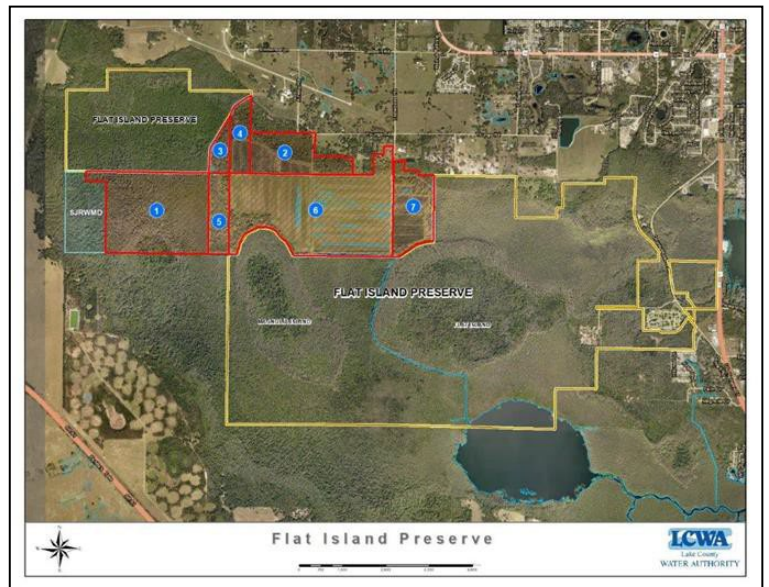 FLAT ISLAND PRESERVE
4
3
2
SJRWMD
1
5
6
7
FLAT ISLAND PRESERVE
MAGNOLIA ISLAND
FLAT ISLAND
Flat Island Preserve
LCWA
Lake County
WATER AUTHORITY